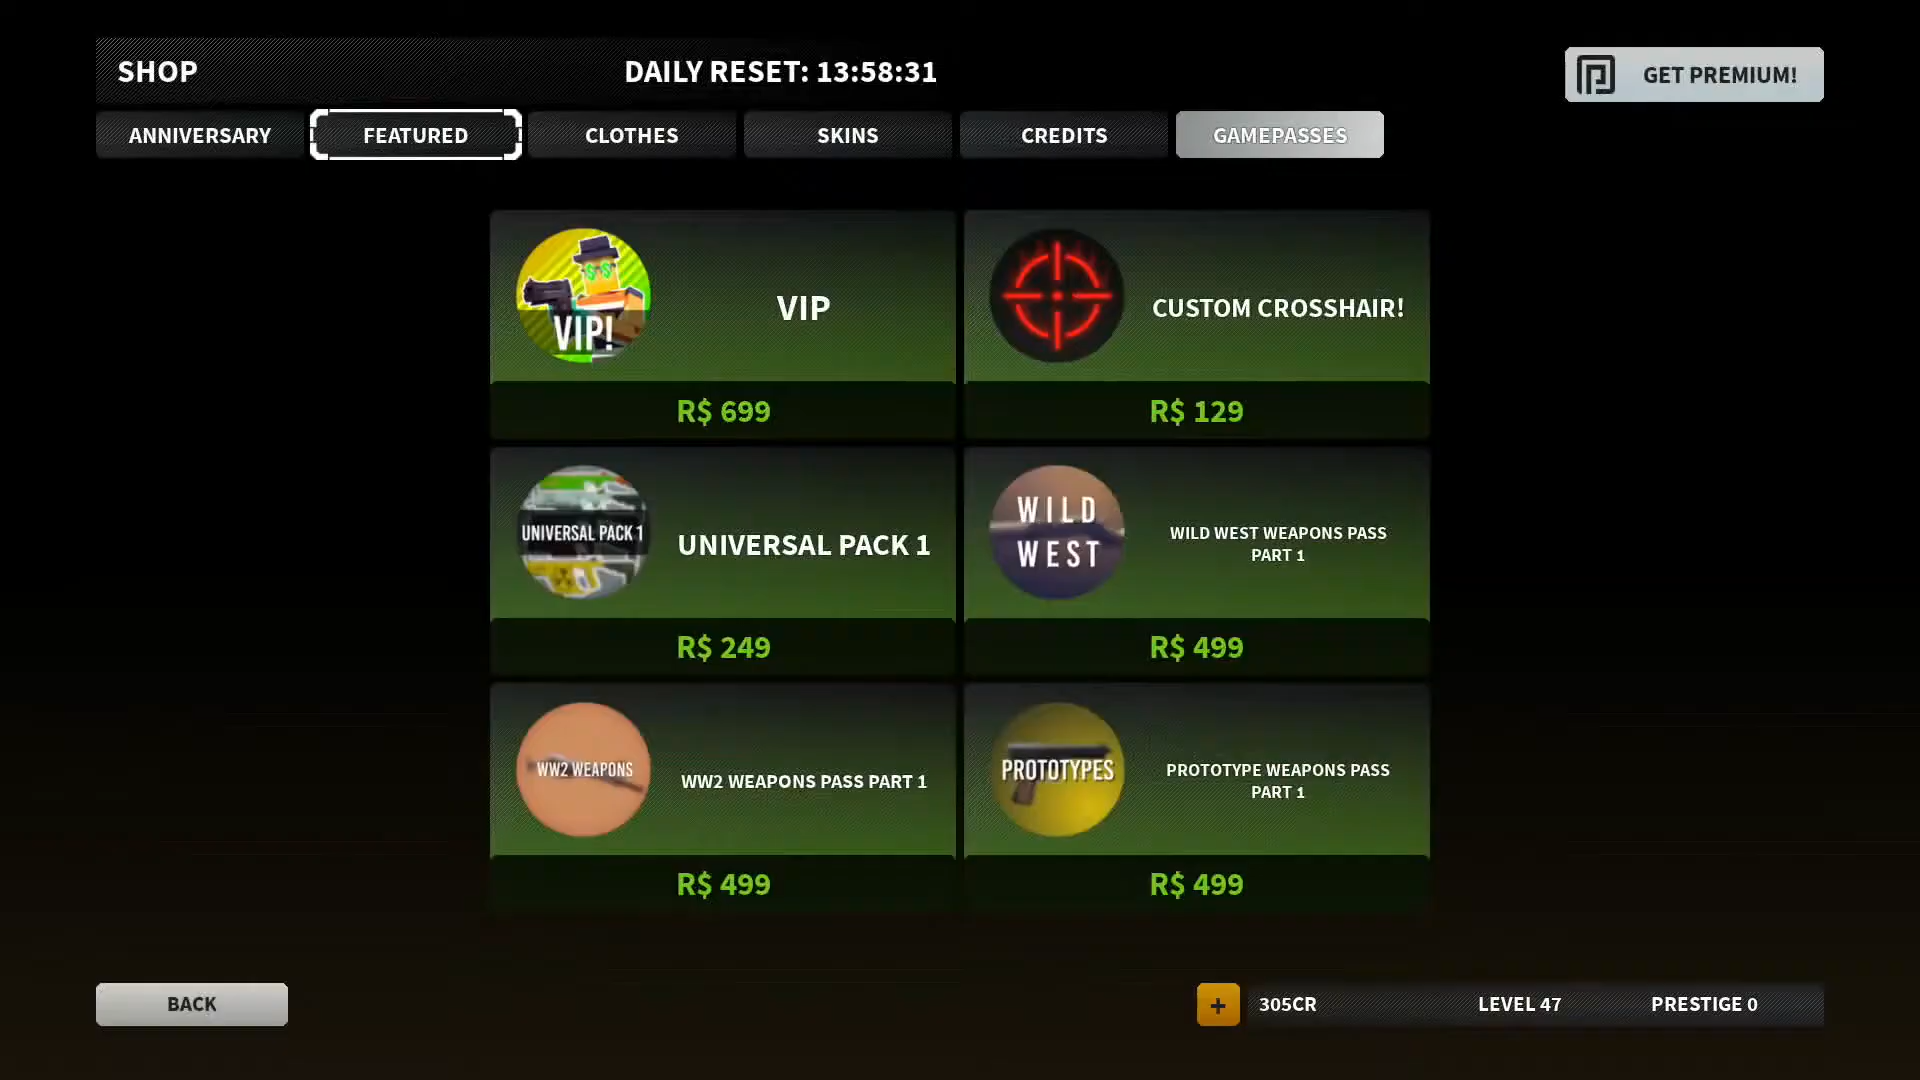 SHOP
DAILY RESET: 13:58:31
GET PREMIUM!
ANNIVERSARY
FEATURED
CLOTHES
SKINS
CREDITS
GAMEPASSES
VIP!
VIP
R$ 699
CUSTOM CROSSHAIR!
R$ 129
UNIVERSAL PACK 1
UNIVERSAL PACK 1
R$ 249
WILD
WEST
WILD WEST WEAPONS PASS
PART 1
R$ 499
WW2 WEAPONS
WW2 WEAPONS PASS PART 1
R$ 499
PROTOTYPES
PROTOTYPE WEAPONS PASS
PART 1
R$ 499
BACK
+
305CR
LEVEL 47
PRESTIGE 0